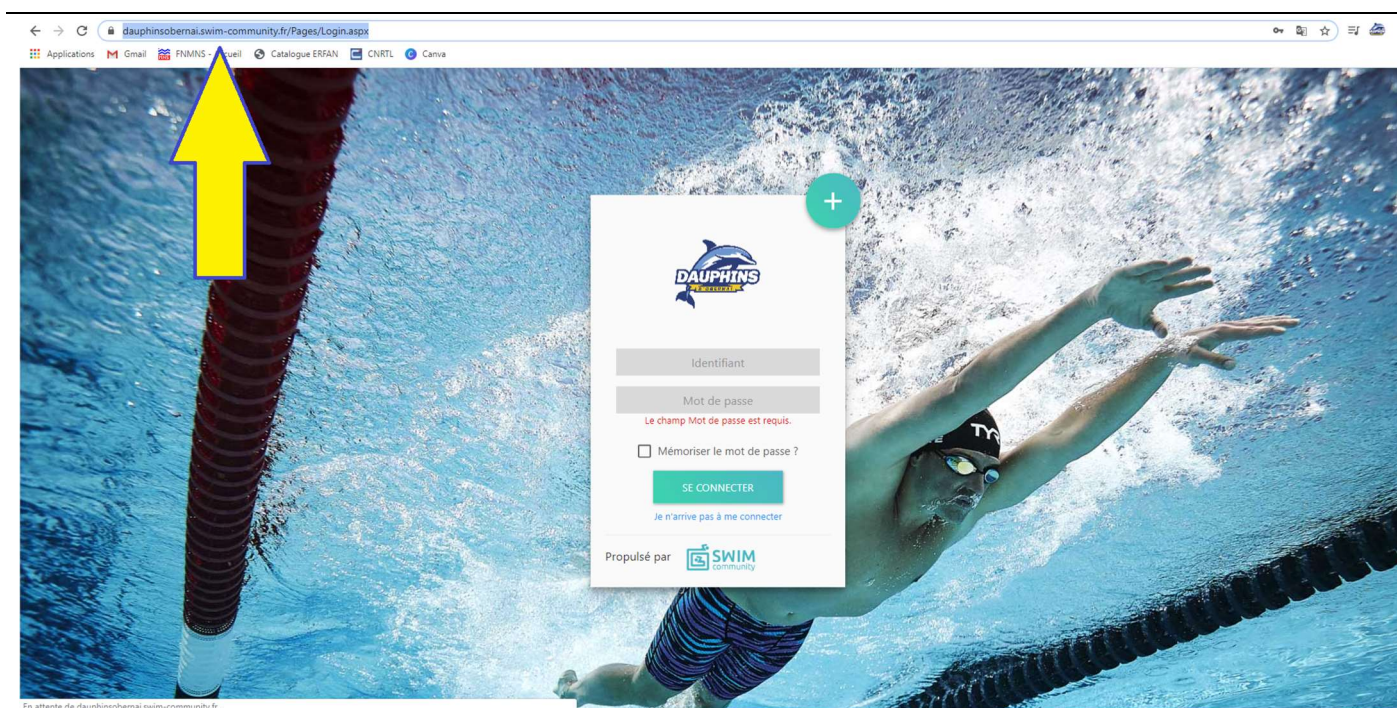 dauphinsobernai.swim-community.fr/Pages/Login.aspx
Applications Gmail FNMNS - Accueil Catalogue ERFAN CNRTL Canva
+
DAUPHINS
D'OBERNAI
Identifiant
Mot de passe
Le champ Mot de passe est requis.
Mémoriser le mot de passe ?
SE CONNECTER
Je n'arrive pas à me connecter
Propulsé par SWIM
community
TYR
En attente de dauphinsobernai.swim-community.fr